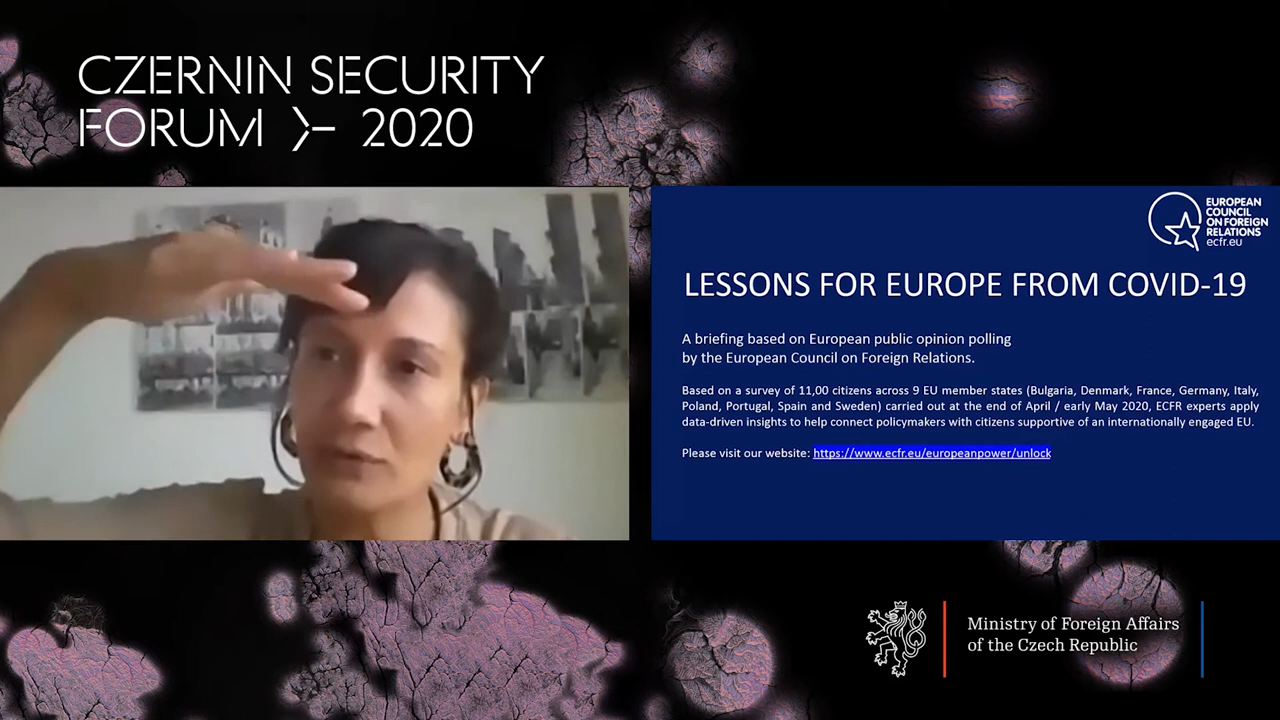 CZERNIN SECURITY
FORUM >- 2020
EUROPEAN
COUNCIL
ON FOREIGN
RELATIONS
ecfr.eu
LESSONS FOR EUROPE FROM COVID-19
A briefing based on European public opinion polling
by the European Council on Foreign Relations.
Based on a survey of 11,00 citizens across 9 EU member states (Bulgaria, Denmark, France, Germany, Italy,
Poland, Portugal, Spain and Sweden) carried out at the end of April / early May 2020, ECFR experts apply
data-driven insights to help connect policymakers with citizens supportive of an internationally engaged EU.
Please visit our website: https://www.ecfr.eu/europeanpower/unlock
Ministry of Foreign Affairs
of the Czech Republic